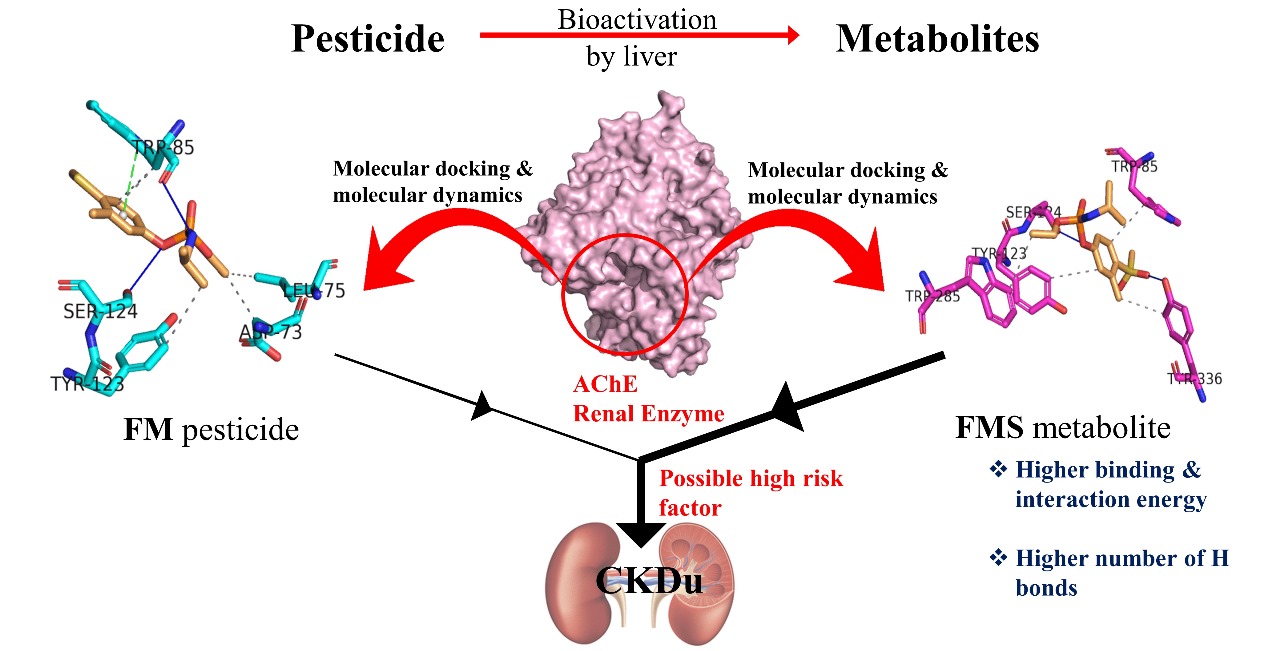 Pesticide
Bioactivation
by liver
Metabolites
Molecular docking &
molecular dynamics
Molecular docking &
molecular dynamics
TRP-85
SER-124
TYR-123
LEU-75
ASP-73
TRP-85
SER-124
TYR-123
TRP-285
TYR-336
AChE
Renal Enzyme
FM pesticide
FMS metabolite
❖ Higher binding &
interaction energy
❖ Higher number of H
bonds
Possible high risk
factor
CKDu